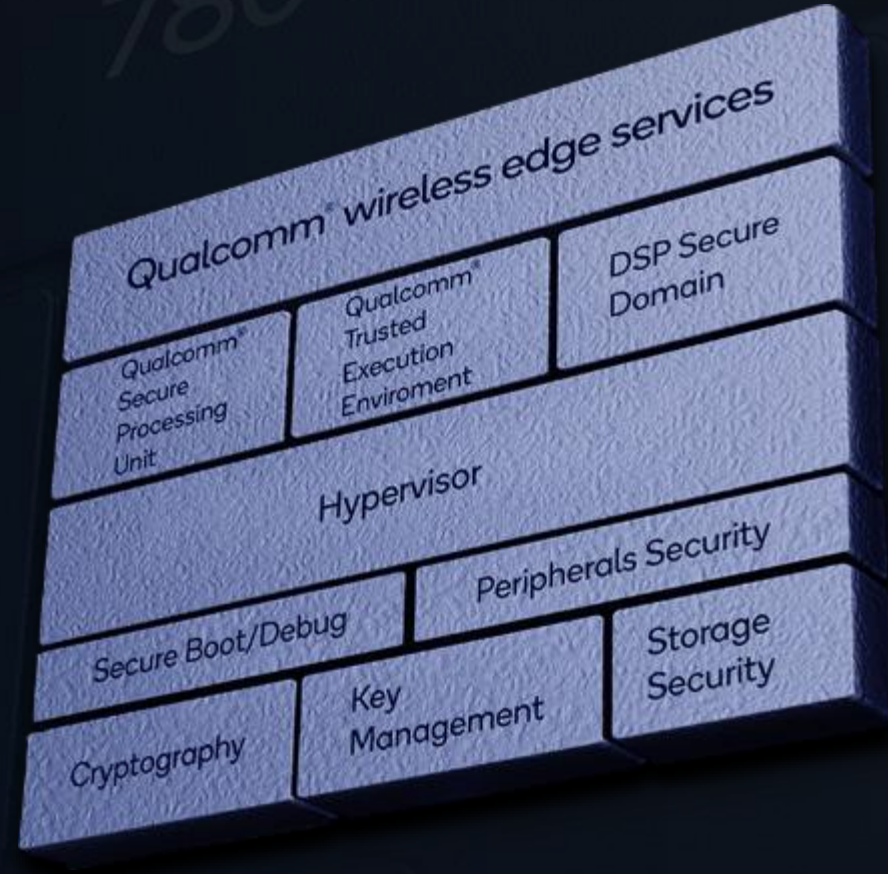 780
Qualcomm® wireless edge services
Qualcomm®
Secure
Processing
Unit
Qualcomm®
Trusted
Execution
Enviroment
DSP Secure
Domain
Hypervisor
Secure Boot/Debug
Peripherals Security
Cryptography
Key
Management
Storage
Security